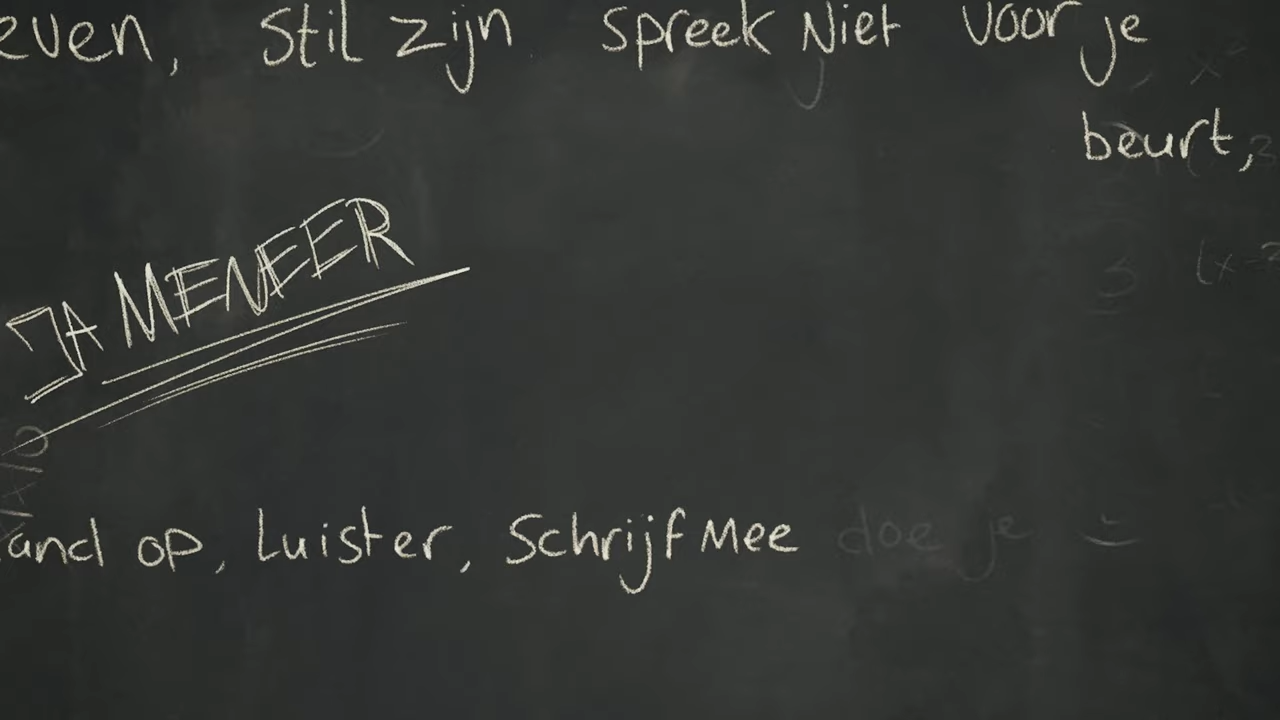 even, Stil zijn spreek Niet voor je
beurt,
JA MENEER
and op, Luister, Schrijf Mee doe je